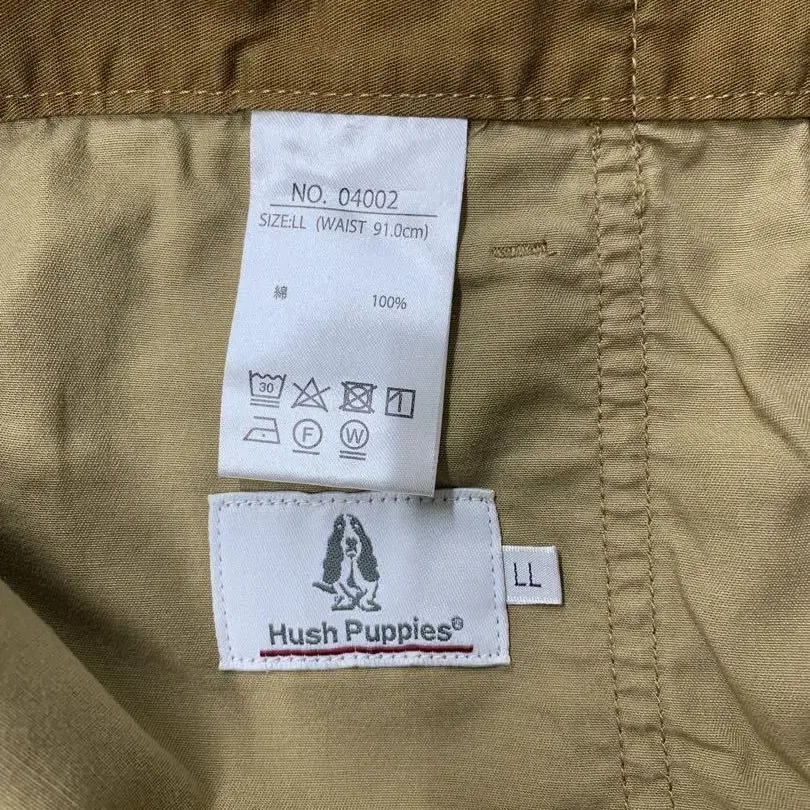 NO. 04002
SIZE:LL (WAIST 91.0cm)
綿 100%
30
F W
Hush Puppies®
LL